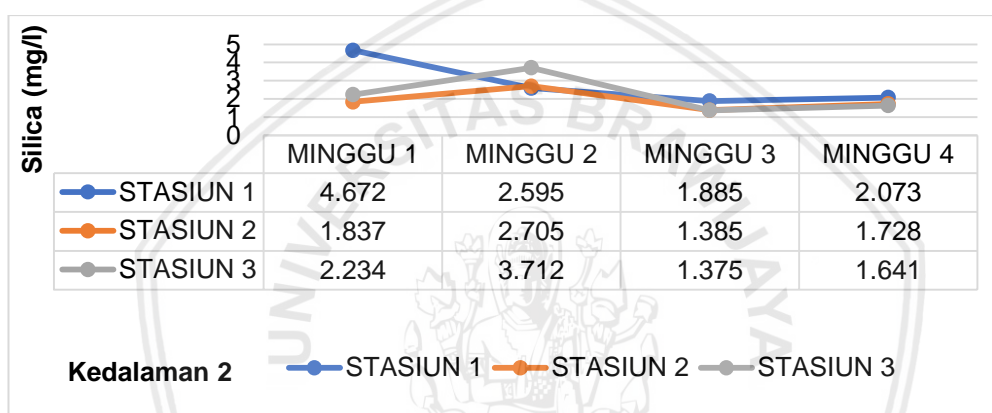 Silica (mg/l)
5
4
3
2
1
0
MINGGU 1 MINGGU 2 MINGGU 3 MINGGU 4
STASIUN 1 4.672 2.595 1.885 2.073
STASIUN 2 1.837 2.705 1.385 1.728
STASIUN 3 2.234 3.712 1.375 1.641
Kedalaman 2 STASIUN 1 STASIUN 2 STASIUN 3
UNIVERSITAS BRAWIJAYA